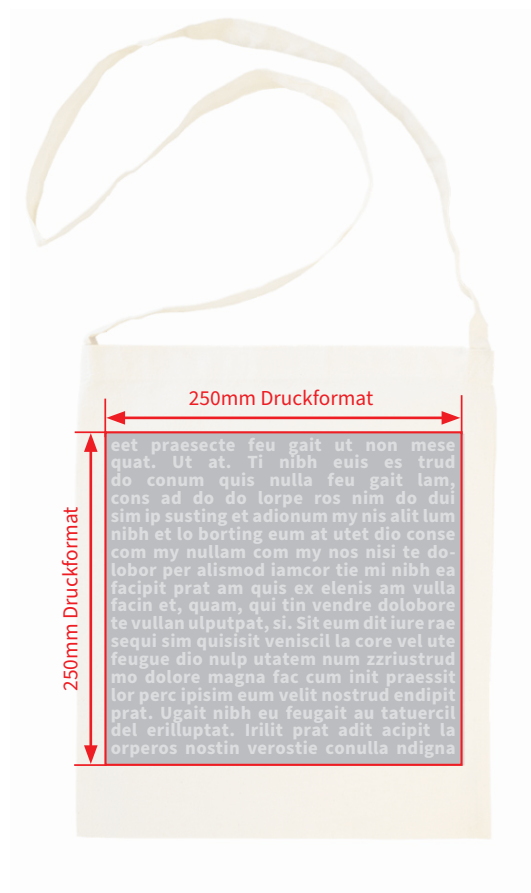 250mm Druckformat
250mm Druckformat
eet praesecte feu gait ut non mese
quat. Ut at. Ti nibh euis es trud
do conum quis nulla feu gait lam,
cons ad do do lorpe ros nim do dui
sim ip susting et adionum my nis alit lum
nibh et lo borting eum at utet dio conse
com my nullam com my nos nisi te do-
lobor per alismod iamcor tie mi nibh ea
facipit prat am quis ex elenis am vulla
facin et, quam, qui tin vendre dolobore
te vullan ulputpat, si. Sit eum dit iure rae
sequi sim quisisit veniscil la core vel ute
feugue dio nulp utatem num zzriustrud
mo dolore magna fac cum init praessit
lor perc ipisim eum velit nostrud endipit
prat. Ugait nibh eu feugait au tatuercil
del erilluptat. Irilit prat adit acipit la
orperos nostin verostie conulla ndigna